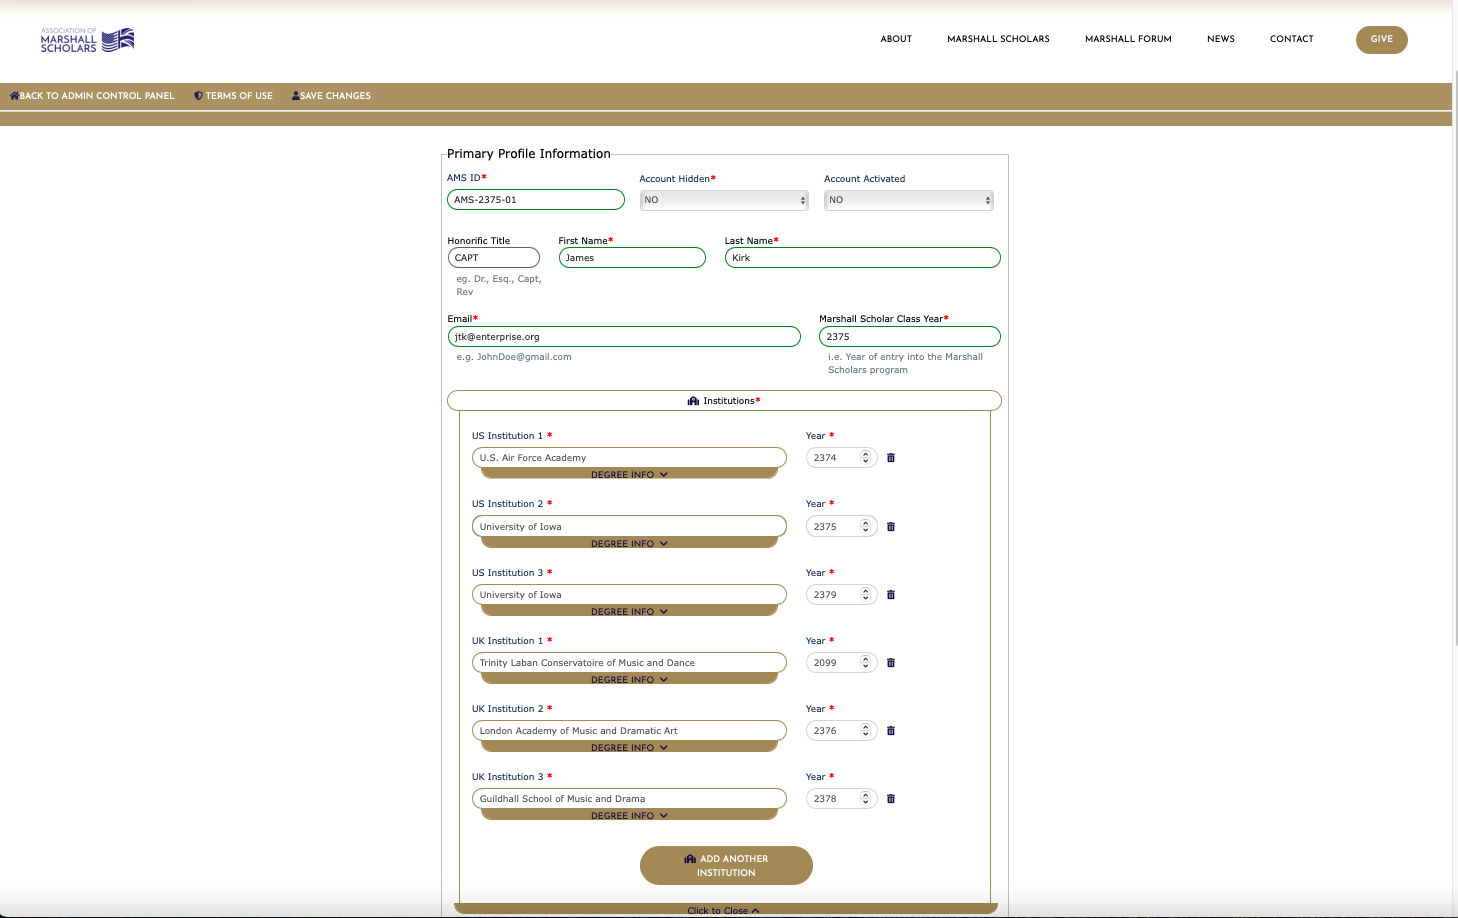 ASSOCIATION OF
MARSHALL
SCHOLARS
ABOUT
MARSHALL SCHOLARS
MARSHALL FORUM
NEWS
CONTACT
GIVE
BACK TO ADMIN CONTROL PANEL
TERMS OF USE
SAVE CHANGES
Primary Profile Information
AMS ID*
Account Hidden*
Account Activated
AMS-2375-01
NO
NO
Honorific Title
First Name*
Last Name*
CAPT
James
Kirk
eg. Dr., Esq., Capt,
Rev
Email*
Marshall Scholar Class Year*
jtk@enterprise.org
2375
e.g. JohnDoe@gmail.com
i.e. Year of entry into the Marshall
Scholars program
Institutions*
US Institution 1 *
Year *
U.S. Air Force Academy
2374
DEGREE INFO
US Institution 2 *
Year *
University of Iowa
2375
DEGREE INFO
US Institution 3 *
Year *
University of Iowa
2379
DEGREE INFO
UK Institution 1 *
Year *
Trinity Laban Conservatoire of Music and Dance
2099
DEGREE INFO
UK Institution 2 *
Year *
London Academy of Music and Dramatic Art
2376
DEGREE INFO
UK Institution 3 *
Year *
Guildhall School of Music and Drama
2378
DEGREE INFO
ADD ANOTHER
INSTITUTION
Click to Close